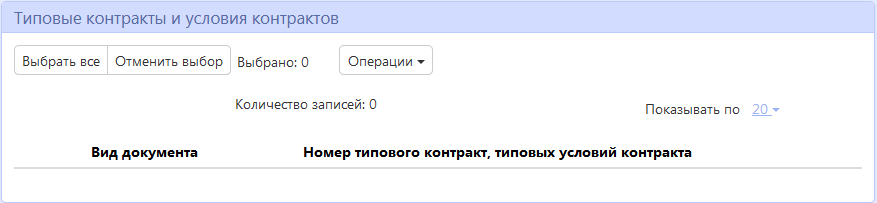 Типовые контракты и условия контрактов
Выбрать все Отменить выбор Выбрано: 0 Операции
Количество записей: 0 Показывать по 20
Вид документа Номер типового контракт, типовых условий контракта